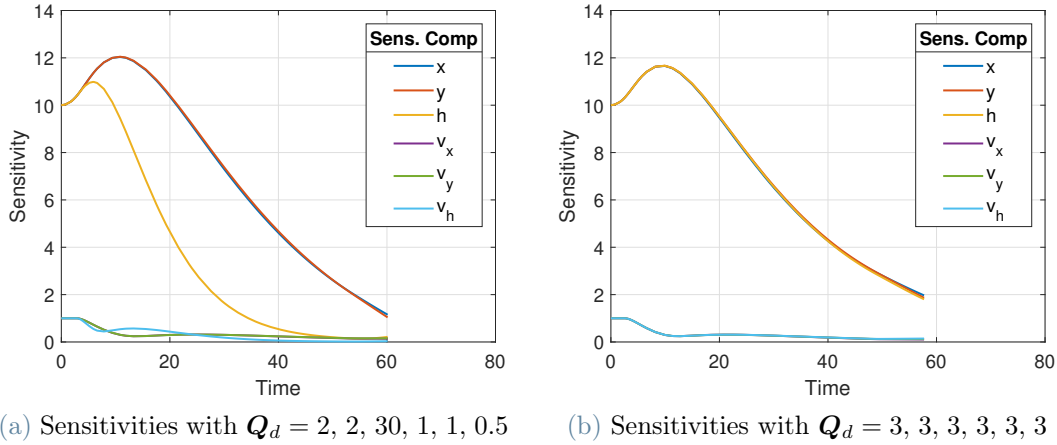 14
12
10
8
6
4
2
0
Sensitivity
0 20 40 60 80
Time
Sens. Comp
x
y
h
v_x
v_y
v_h
(a) Sensitivities with Q_d = 2, 2, 30, 1, 1, 0.5
14
12
10
8
6
4
2
0
Sensitivity
0 20 40 60 80
Time
Sens. Comp
x
y
h
v_x
v_y
v_h
(b) Sensitivities with Q_d = 3, 3, 3, 3, 3, 3